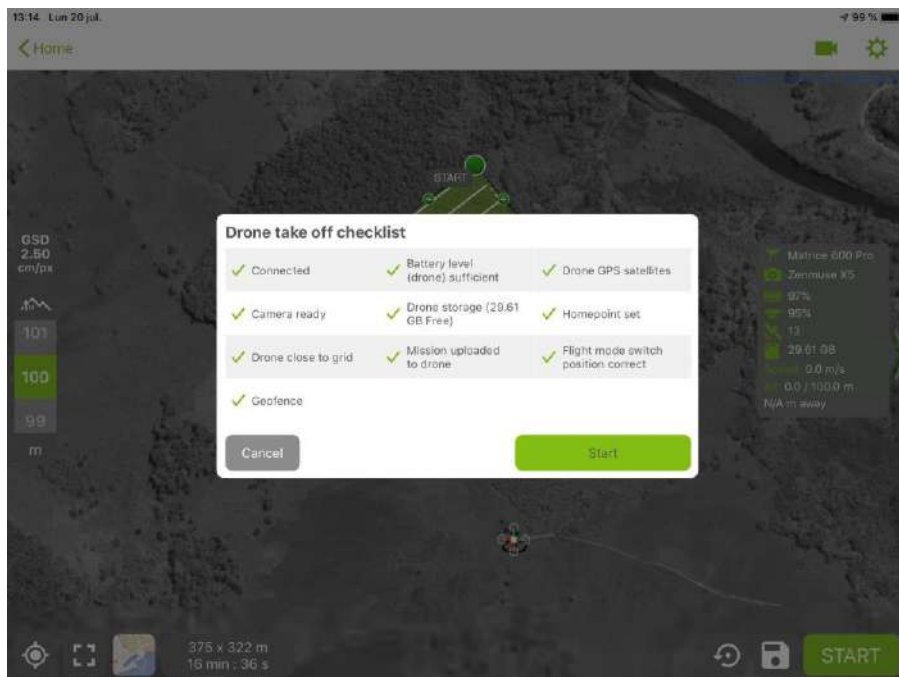 13:14 Lun 20 jul.
99 %
Home
START
GSD
2.50
cm/px
101
100
99
m
Drone take off checklist
Connected
Battery level
(drone) sufficient
Drone GPS satellites
Camera ready
Drone storage (29.61
GB Free)
Homepoint set
Drone close to grid
Mission uploaded
to drone
Flight mode switch
position correct
Geofence
Cancel
Start
Matrice 600 Pro
Zenmuse X5
97%
95%
13
29.61 GB
Speed: 0.0 m/s
Alt: 0.0 / 100.0 m
N/A m away
375 x 322 m
16 min : 36 s
START